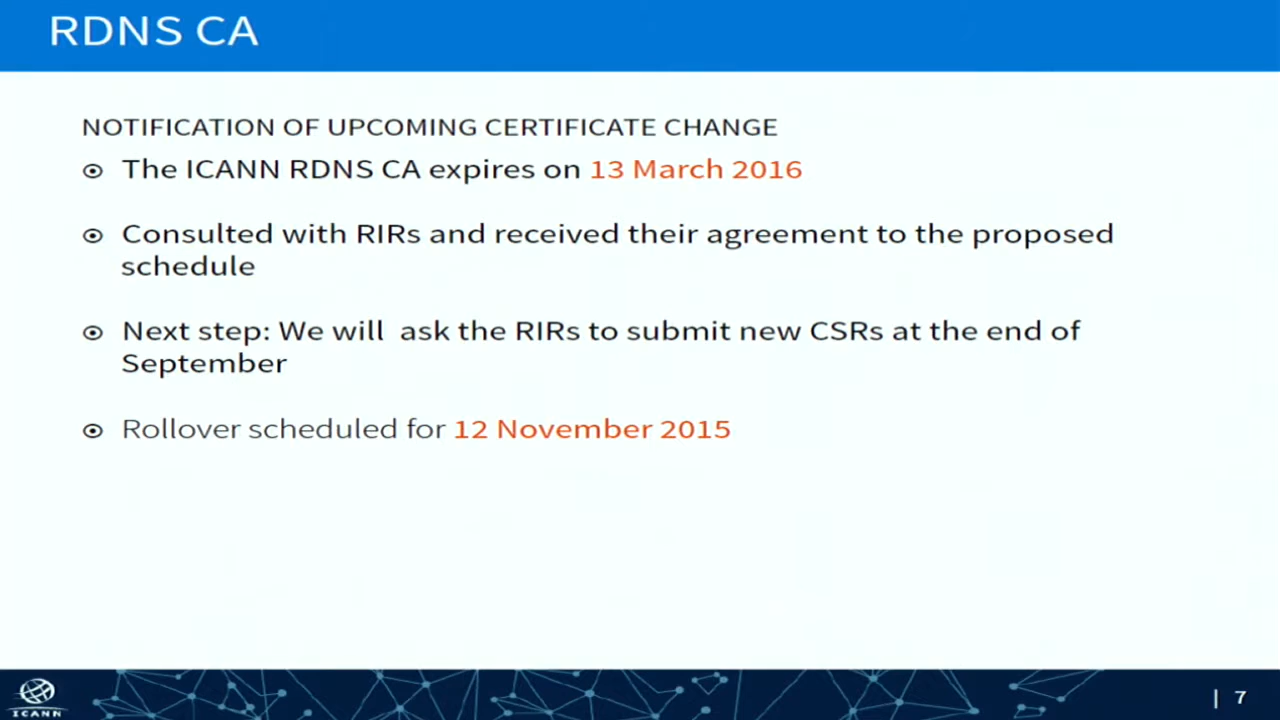 RDNS CA
NOTIFICATION OF UPCOMING CERTIFICATE CHANGE
The ICANN RDNS CA expires on 13 March 2016
Consulted with RIRs and received their agreement to the proposed
schedule
Next step: We will ask the RIRs to submit new CSRs at the end of
September
Rollover scheduled for 12 November 2015
ICANN
| 7